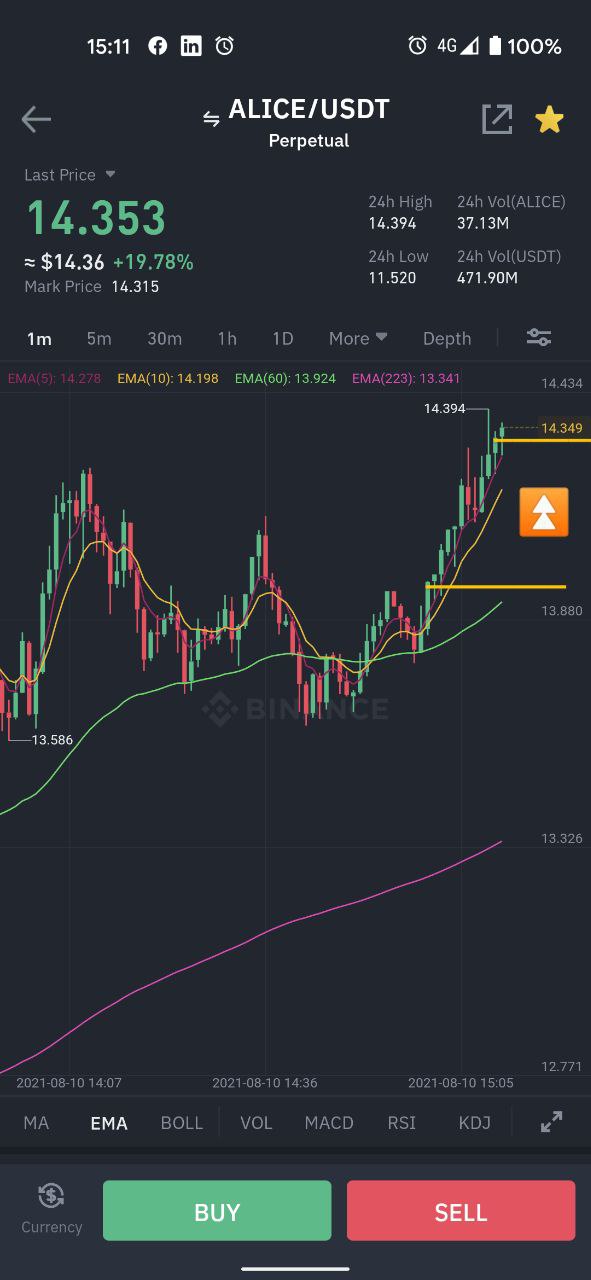 15:11 4G 100%
ALICE/USDT
Perpetual
Last Price
14.353
≈ $14.36 +19.78%
Mark Price 14.315
24h High 24h Vol(ALICE)
14.394 37.13M
24h Low 24h Vol(USDT)
11.520 471.90M
1m 5m 30m 1h 1D More Depth
EMA(5): 14.278 EMA(10): 14.198 EMA(60): 13.924 EMA(223): 13.341
14.434
14.394
14.349
13.880
BINANCE
13.586
13.326
12.771
2021-08-10 14:07 2021-08-10 14:36 2021-08-10 15:05
MA EMA BOLL VOL MACD RSI KDJ
Currency
BUY SELL